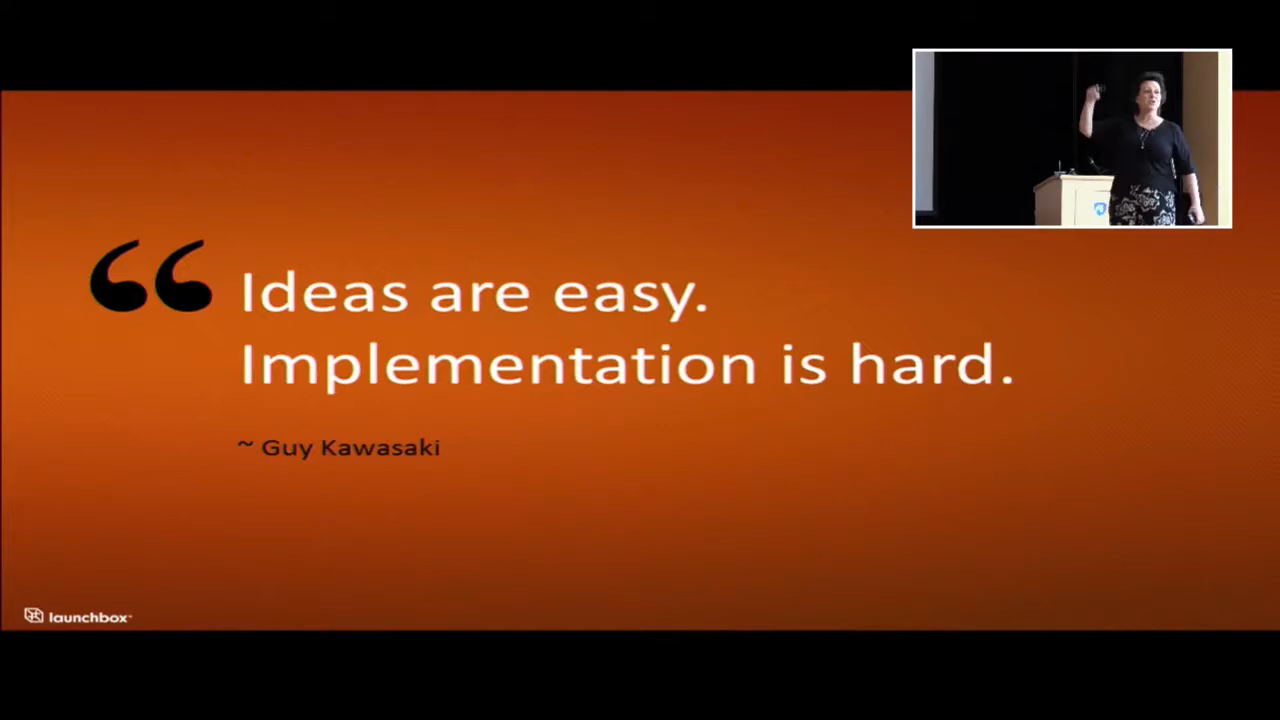 Ideas are easy.
Implementation is hard.
~ Guy Kawasaki
launchbox